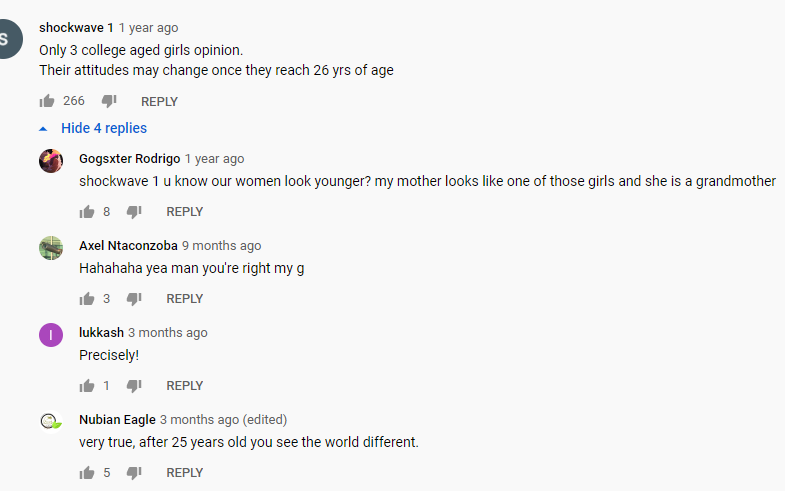 S
shockwave 1 1 year ago
Only 3 college aged girls opinion.
Their attitudes may change once they reach 26 yrs of age
266 REPLY
Hide 4 replies
Gogsxter Rodrigo 1 year ago
shockwave 1 u know our women look younger? my mother looks like one of those girls and she is a grandmother
8 REPLY
Axel Ntaconzoba 9 months ago
Hahahaha yea man you're right my g
3 REPLY
l
lukkash 3 months ago
Precisely!
1 REPLY
Nubian Eagle 3 months ago (edited)
very true, after 25 years old you see the world different.
5 REPLY